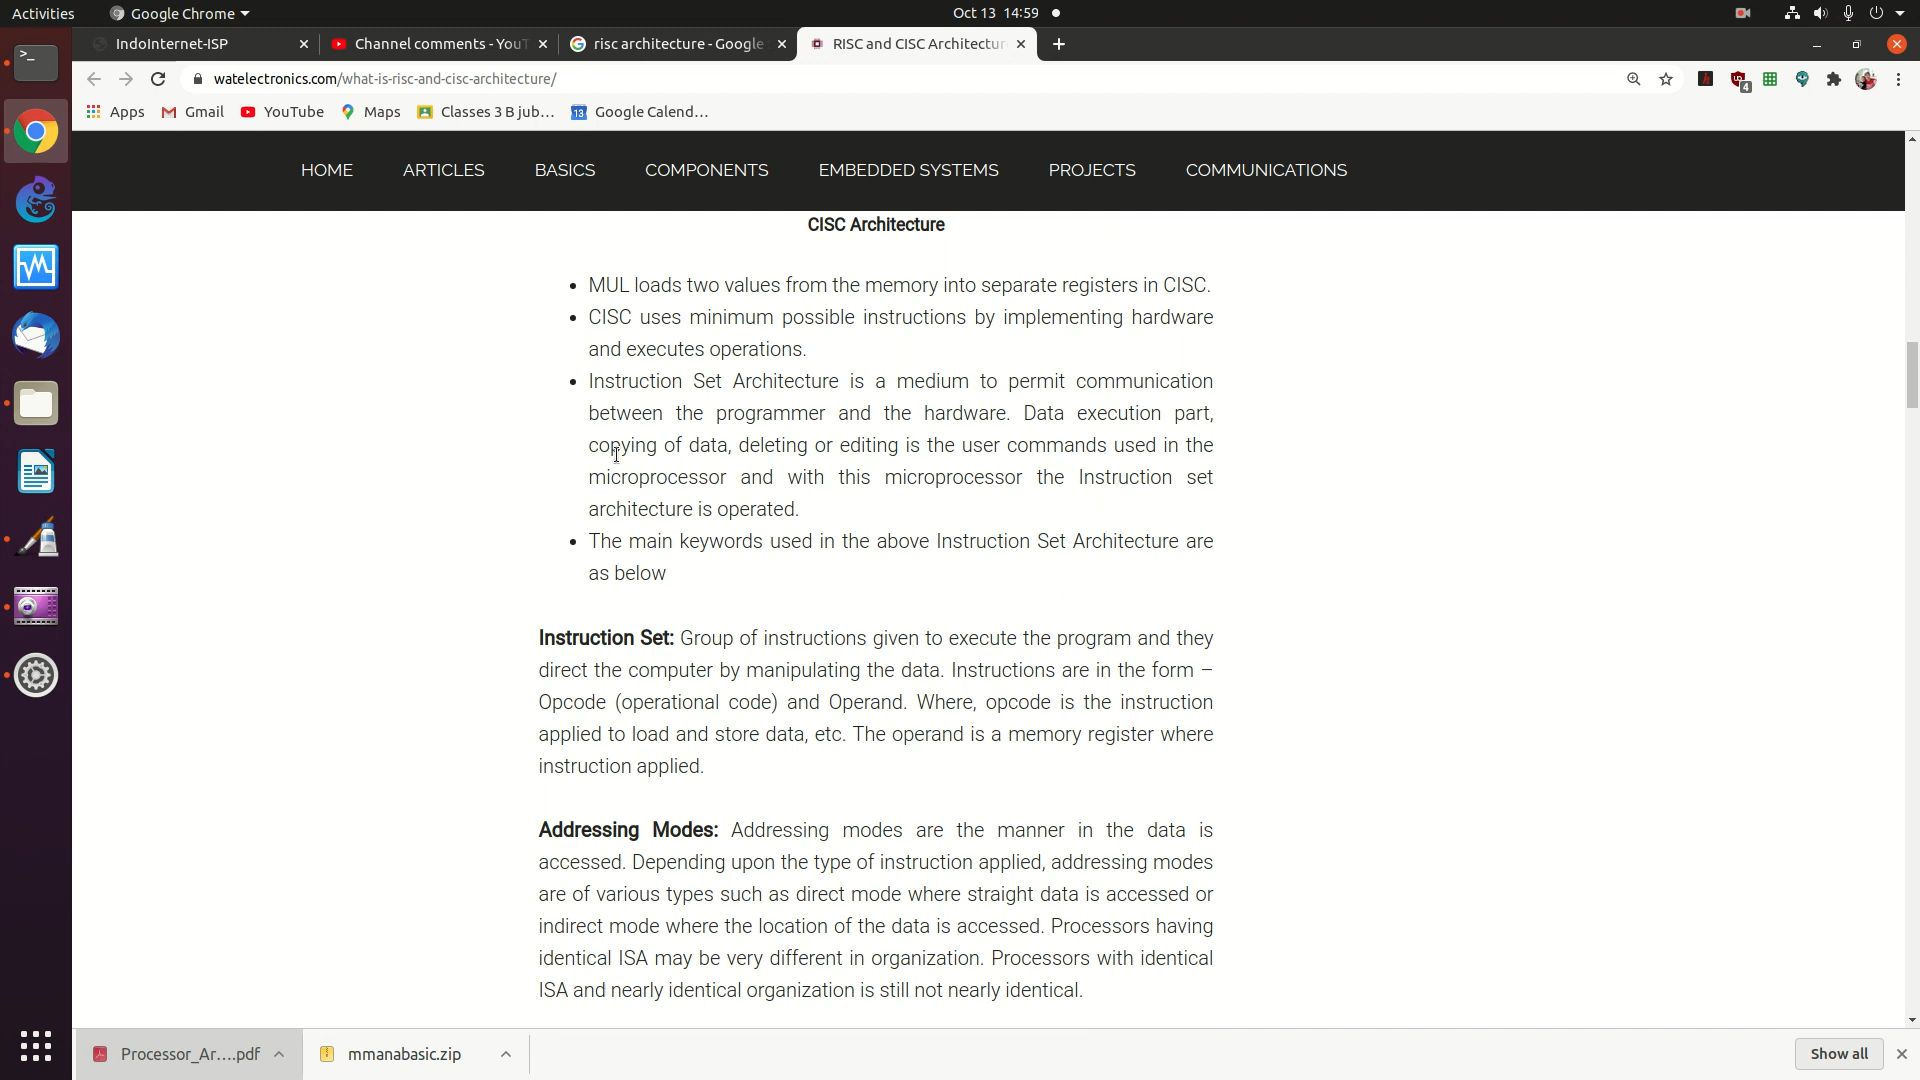 Activities
Google Chrome
Oct 13 14:59
IndoInternet-ISP
Channel comments - YouT
risc architecture - Google
RISC and CISC Architectur
watelectronics.com/what-is-risc-and-cisc-architecture/
4
Apps
Gmail
YouTube
Maps
Classes 3 B jub...
13
Google Calend...
HOME
ARTICLES
BASICS
COMPONENTS
EMBEDDED SYSTEMS
PROJECTS
COMMUNICATIONS
CISC Architecture
MUL loads two values from the memory into separate registers in CISC.
CISC uses minimum possible instructions by implementing hardware
and executes operations.
Instruction Set Architecture is a medium to permit communication
between the programmer and the hardware. Data execution part,
copying of data, deleting or editing is the user commands used in the
microprocessor and with this microprocessor the Instruction set
architecture is operated.
The main keywords used in the above Instruction Set Architecture are
as below
Instruction Set: Group of instructions given to execute the program and they
direct the computer by manipulating the data. Instructions are in the form –
Opcode (operational code) and Operand. Where, opcode is the instruction
applied to load and store data, etc. The operand is a memory register where
instruction applied.
Addressing Modes: Addressing modes are the manner in the data is
accessed. Depending upon the type of instruction applied, addressing modes
are of various types such as direct mode where straight data is accessed or
indirect mode where the location of the data is accessed. Processors having
identical ISA may be very different in organization. Processors with identical
ISA and nearly identical organization is still not nearly identical.
Processor_Ar....pdf
mmanabasic.zip
Show all